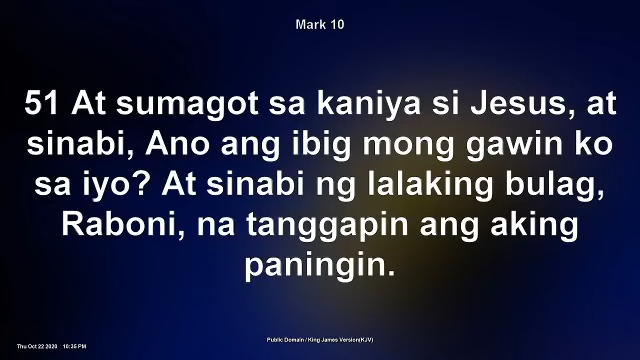 Mark 10
51 At sumagot sa kaniya si Jesus, at
sinabi, Ano ang ibig mong gawin ko
sa iyo? At sinabi ng lalaking bulag,
Raboni, na tanggapin ang aking
paningin.
Public Domain / King James Version(KJV)
Thu Oct 22 2020 10:35 PM